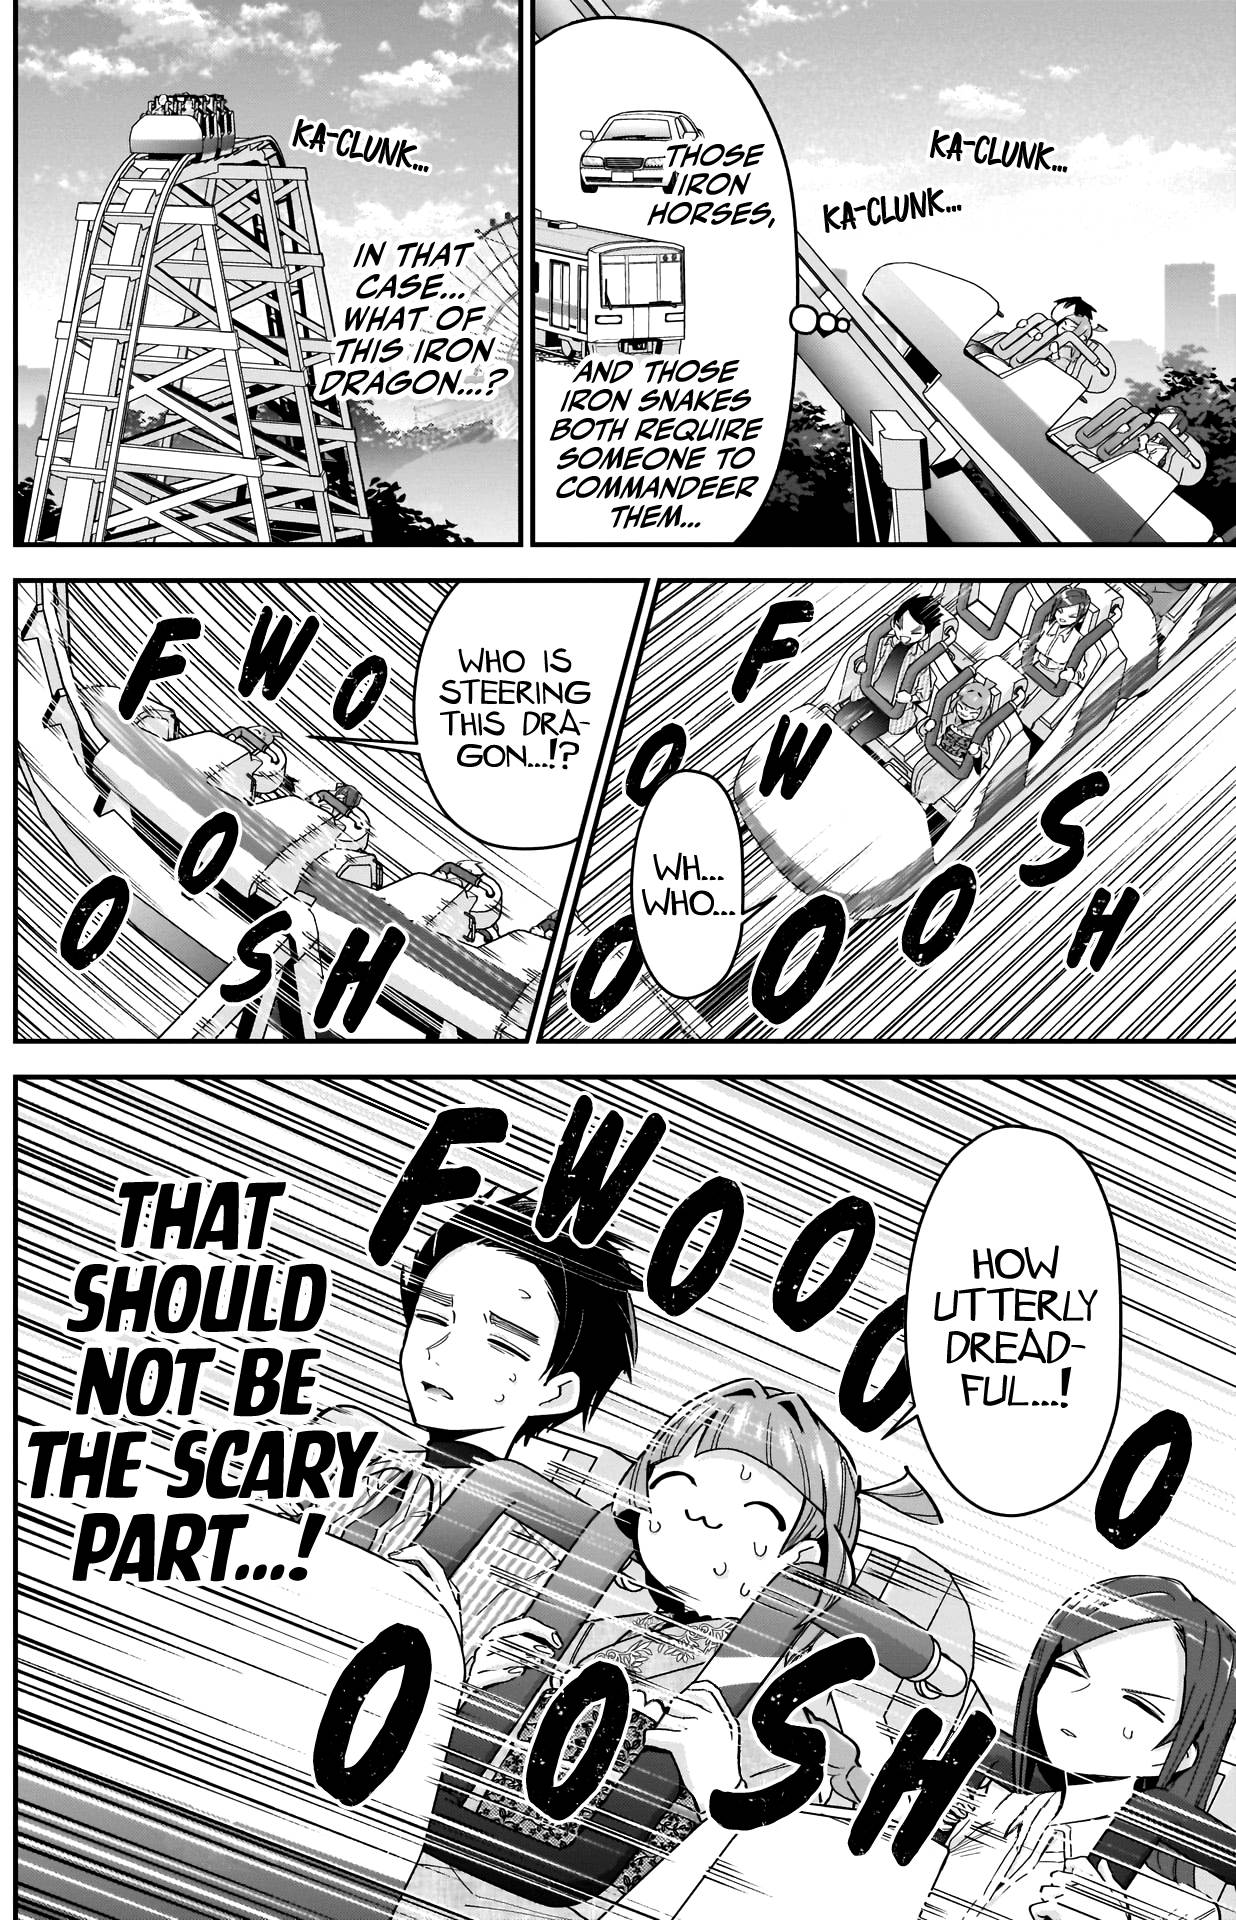 KA-CLUNK...
KA-CLUNK...
THOSE
IRON
HORSES,
AND THOSE
IRON SNAKES
BOTH REQUIRE
SOMEONE TO
COMMANDEER
THEM...
KA-CLUNK...
IN THAT
CASE...
WHAT OF
THIS IRON
DRAGON...?
FWOOOOOOSH
WH...
WHO...
FWOOOOSH
WHO IS
STEERING
THIS DRA-
GON...!?
HOW
UTTERLY
DREAD-
FUL...!
FWOOOOO
OOSH
THAT
SHOULD
NOT BE
THE SCARY
PART...!